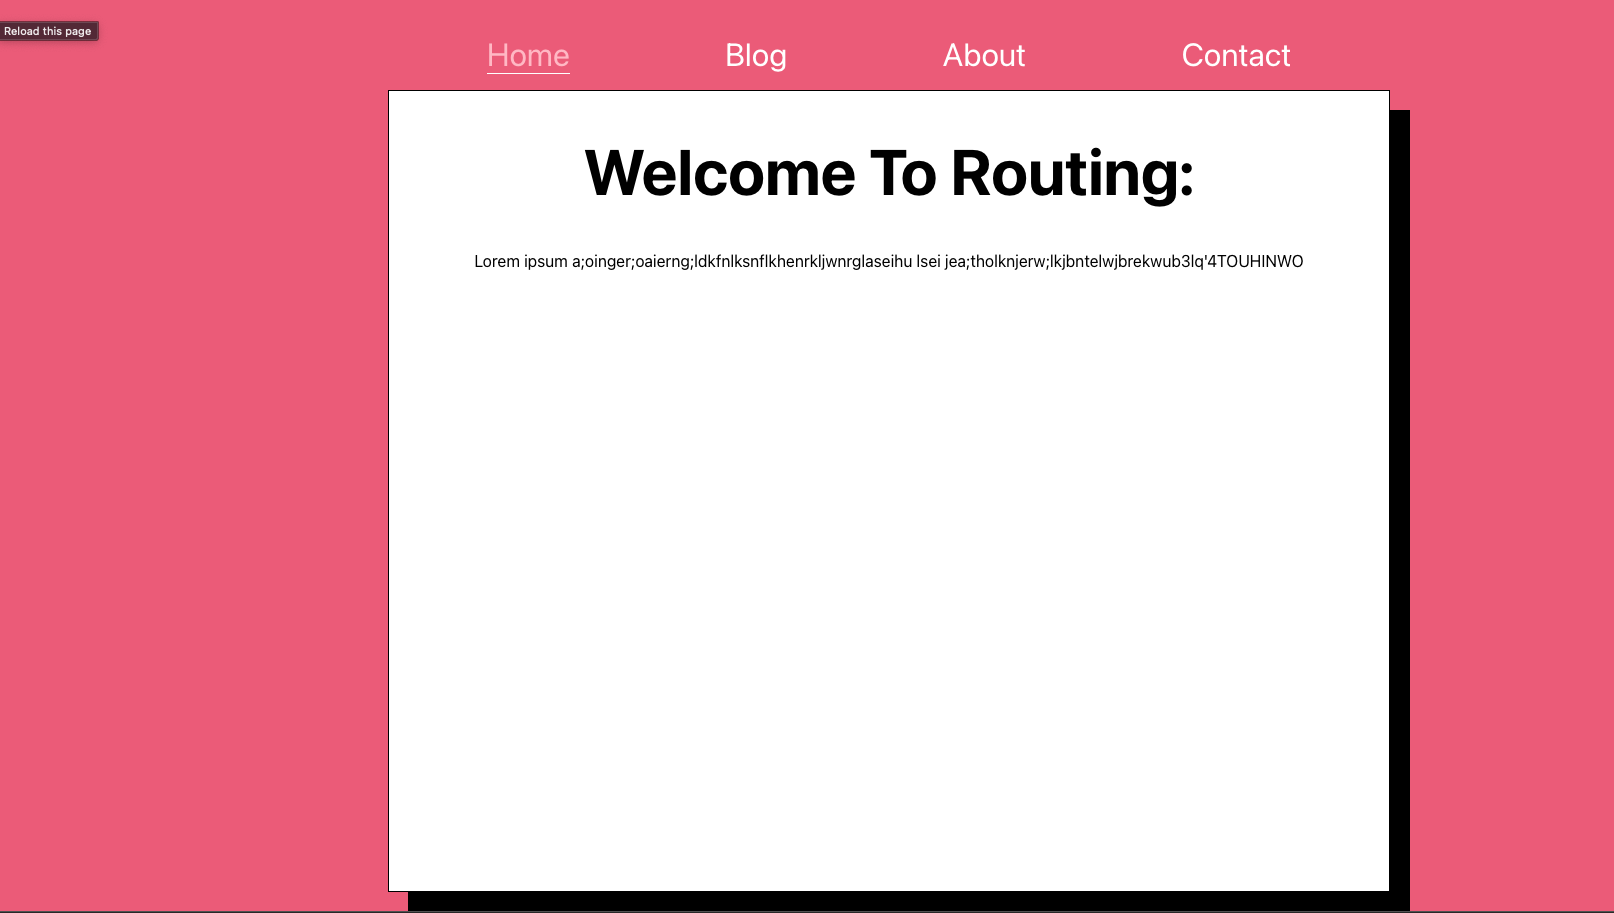 Reload this page
Home Blog About Contact
Welcome To Routing:
Lorem ipsum a;oinger;oaierng;ldkfnlksnflkhenrkljwnrglaseihu lsei jea;tholknjerw;lkjbntelwjbrekwub3lq'4TOUHINWO